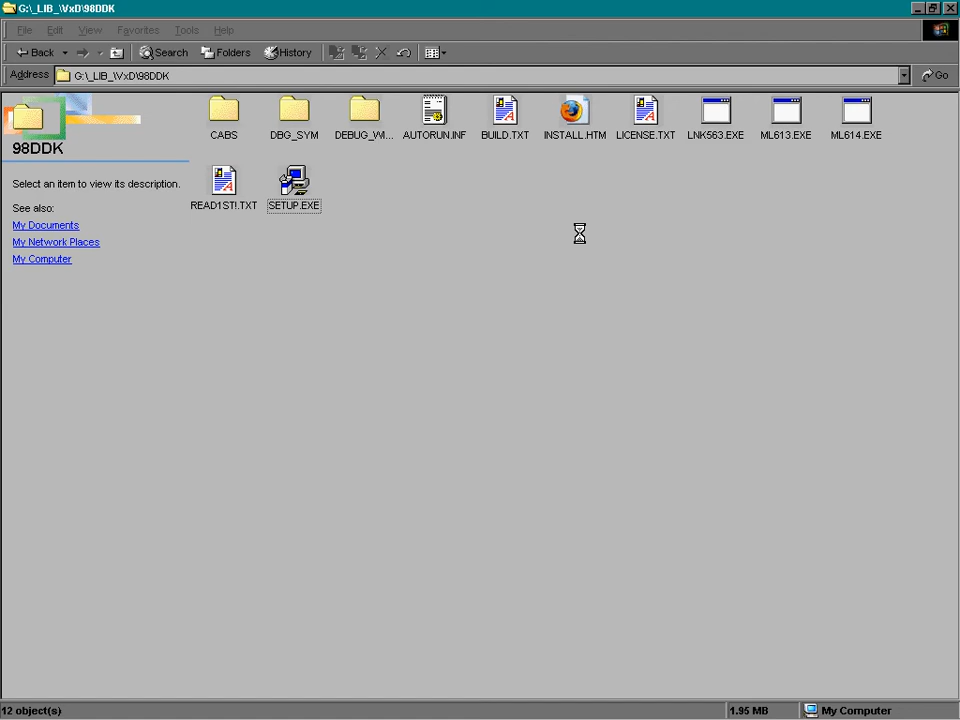 G:\_LIB_\VxD\98DDK
File Edit View Favorites Tools Help
Back Search Folders History
Address G:\_LIB_\VxD\98DDK Go
98DDK
Select an item to view its description.
See also:
My Documents
My Network Places
My Computer
CABS DBG_SYM DEBUG_WI... AUTORUN.INF BUILD.TXT INSTALL.HTM LICENSE.TXT LNK563.EXE ML613.EXE ML614.EXE
READ1ST!.TXT SETUP.EXE
12 object(s) 1.95 MB My Computer